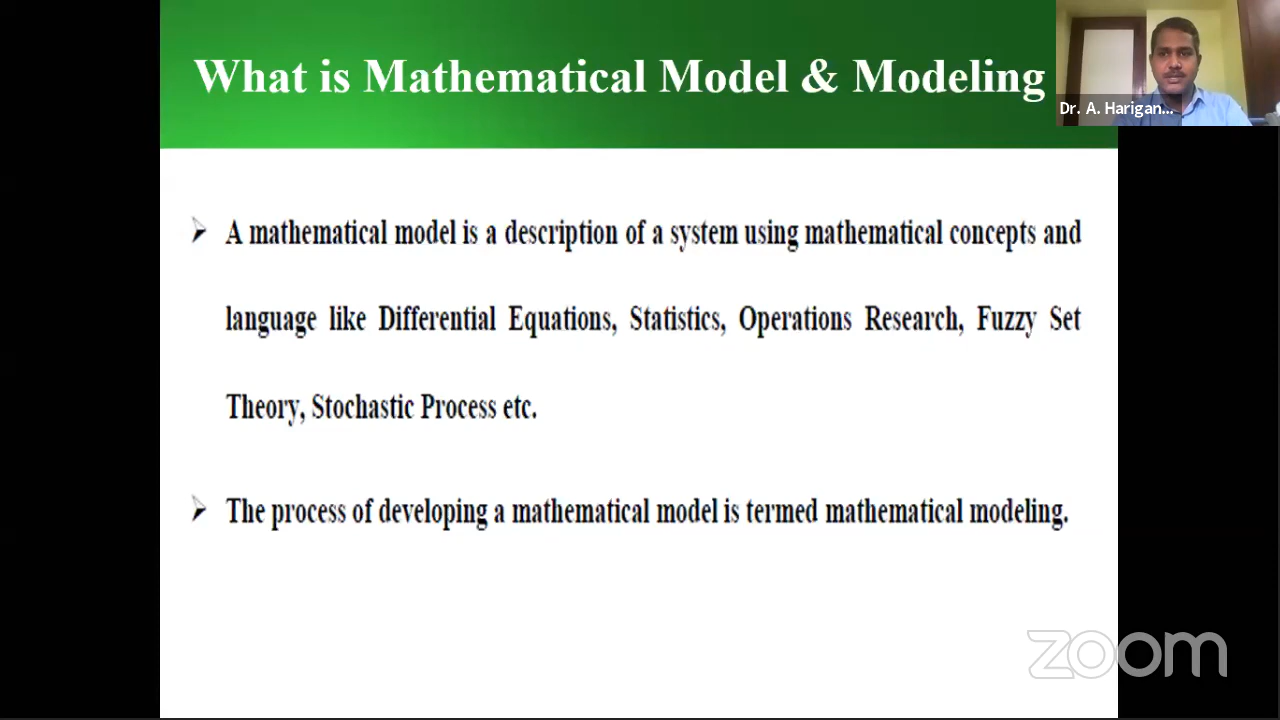 What is Mathematical Model & Modeling
Dr. A. Harigan...
➤ A mathematical model is a description of a system using mathematical concepts and
language like Differential Equations, Statistics, Operations Research, Fuzzy Set
Theory, Stochastic Process etc.
➤ The process of developing a mathematical model is termed mathematical modeling.
zoom